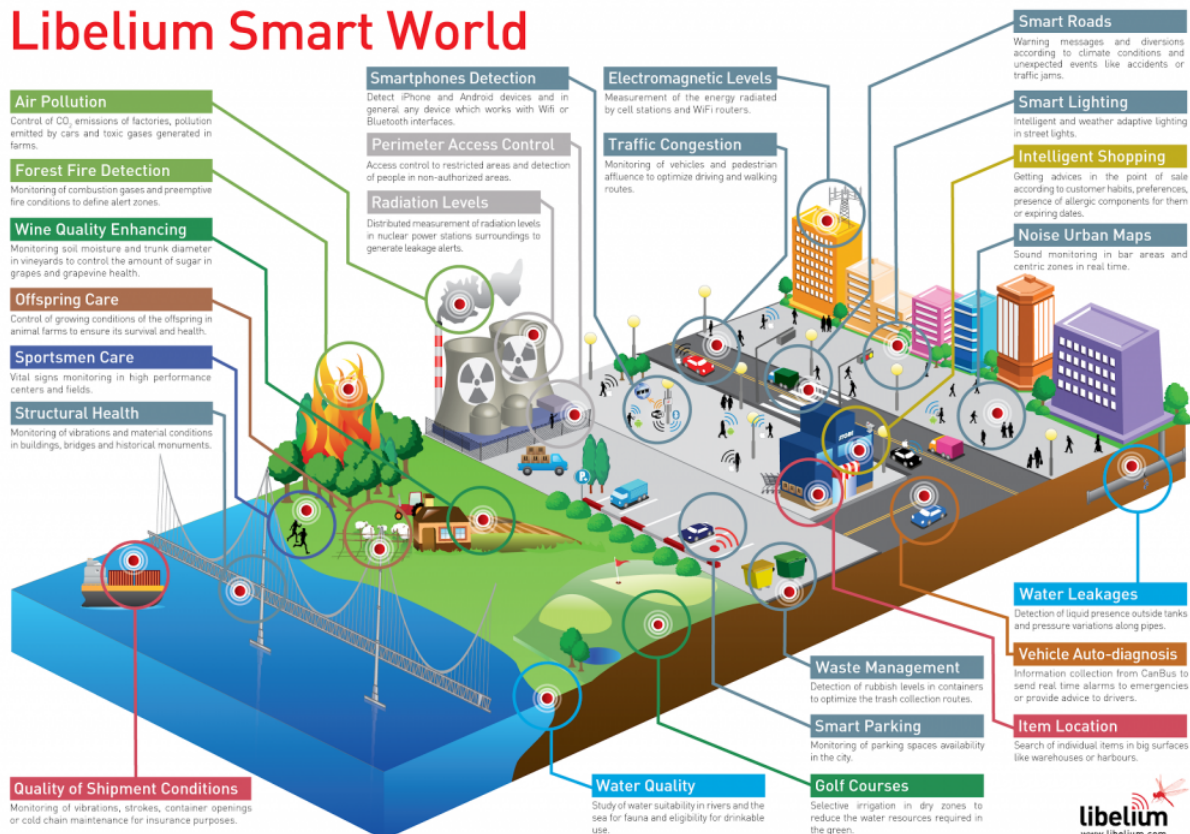 Libelium Smart World
Air Pollution
Control of CO₂ emissions of factories, pollution
emitted by cars and toxic gases generated in
farms.
Forest Fire Detection
Monitoring of combustion gases and preemptive
fire conditions to define alert zones.
Wine Quality Enhancing
Monitoring soil moisture and trunk diameter
in vineyards to control the amount of sugar in
grapes and grapevine health.
Offspring Care
Control of growing conditions of the offspring in
animal farms to ensure its survival and health.
Sportsmen Care
Vital signs monitoring in high performance
centers and fields.
Structural Health
Monitoring of vibrations and material conditions
in buildings, bridges and historical monuments.
Smartphones Detection
Detect iPhone and Android devices and in
general any device which works with Wifi or
Bluetooth interfaces.
Perimeter Access Control
Access control to restricted areas and detection
of people in non-authorized areas.
Radiation Levels
Distributed measurement of radiation levels
in nuclear power stations surroundings to
generate leakage alerts.
Electromagnetic Levels
Measurement of the energy radiated
by cell stations and WiFi routers.
Traffic Congestion
Monitoring of vehicles and pedestrian
affluence to optimize driving and walking
routes.
Smart Roads
Warning messages and diversions
according to climate conditions and
unexpected events like accidents or
traffic jams.
Smart Lighting
Intelligent and weather adaptive lighting
in street lights.
Intelligent Shopping
Getting advices in the point of sale
according to customer habits, preferences,
presence of allergic components for them
or expiring dates.
Noise Urban Maps
Sound monitoring in bar areas and
centric zones in real time.
STORE
P
Water Leakages
Detection of liquid presence outside tanks
and pressure variations along pipes.
Vehicle Auto-diagnosis
Information collection from CanBus to
send real time alarms to emergencies
or provide advice to drivers.
Item Location
Search of individual items in big surfaces
like warehouses or harbours.
Waste Management
Detection of rubbish levels in containers
to optimize the trash collection routes.
Smart Parking
Monitoring of parking spaces availability
in the city.
Golf Courses
Selective irrigation in dry zones to
reduce the water resources required in
the green.
Water Quality
Study of water suitability in rivers and the
sea for fauna and eligibility for drinkable
use.
Quality of Shipment Conditions
Monitoring of vibrations, strokes, container openings
or cold chain maintenance for insurance purposes.
libelium
www.libelium.com